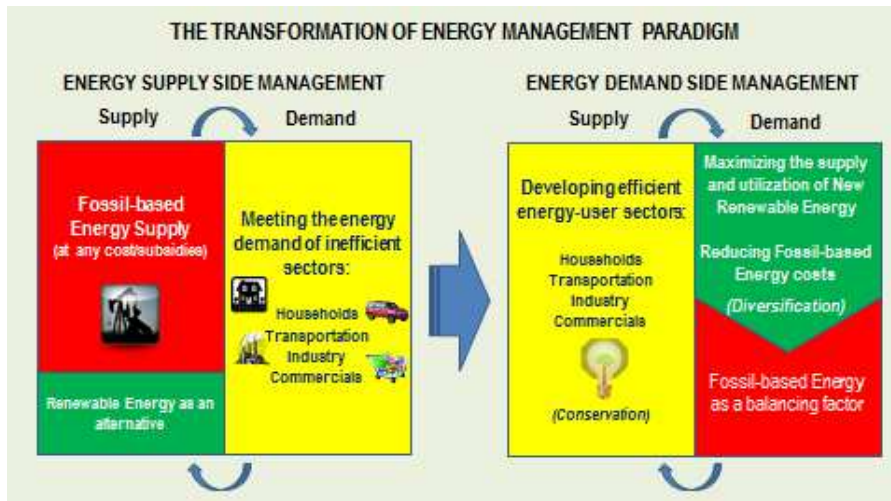 THE TRANSFORMATION OF ENERGY MANAGEMENT PARADIGM
ENERGY SUPPLY SIDE MANAGEMENT
Supply
Demand
Fossil-based
Energy Supply
(at any cost/subsidies)
Renewable Energy as an
alternative
Meeting the energy
demand of inefficient
sectors:
Households
Transportation
Industry
Commercials
ENERGY DEMAND SIDE MANAGEMENT
Supply
Demand
Developing efficient
energy-user sectors:
Households
Transportation
Industry
Commercials
(Conservation)
Maximizing the supply
and utilization of New
Renewable Energy
Reducing Fossil-based
Energy costs
(Diversification)
Fossil-based Energy
as a balancing factor